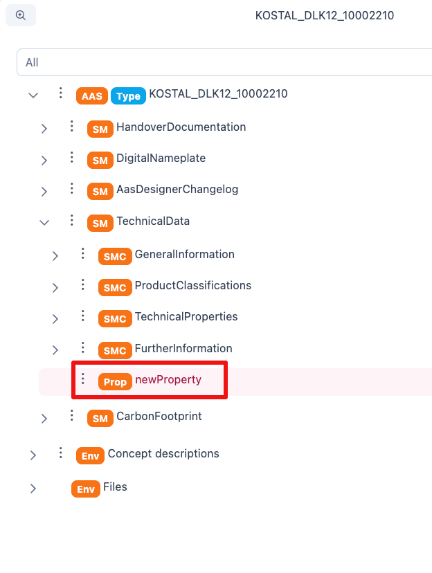 KOSTAL_DLK12_10002210
All
AAS Type KOSTAL_DLK12_10002210
SM HandoverDocumentation
SM DigitalNameplate
SM AasDesignerChangelog
SM TechnicalData
SMC GeneralInformation
SMC ProductClassifications
SMC TechnicalProperties
SMC FurtherInformation
Prop newProperty
SM CarbonFootprint
Env Concept descriptions
Env Files